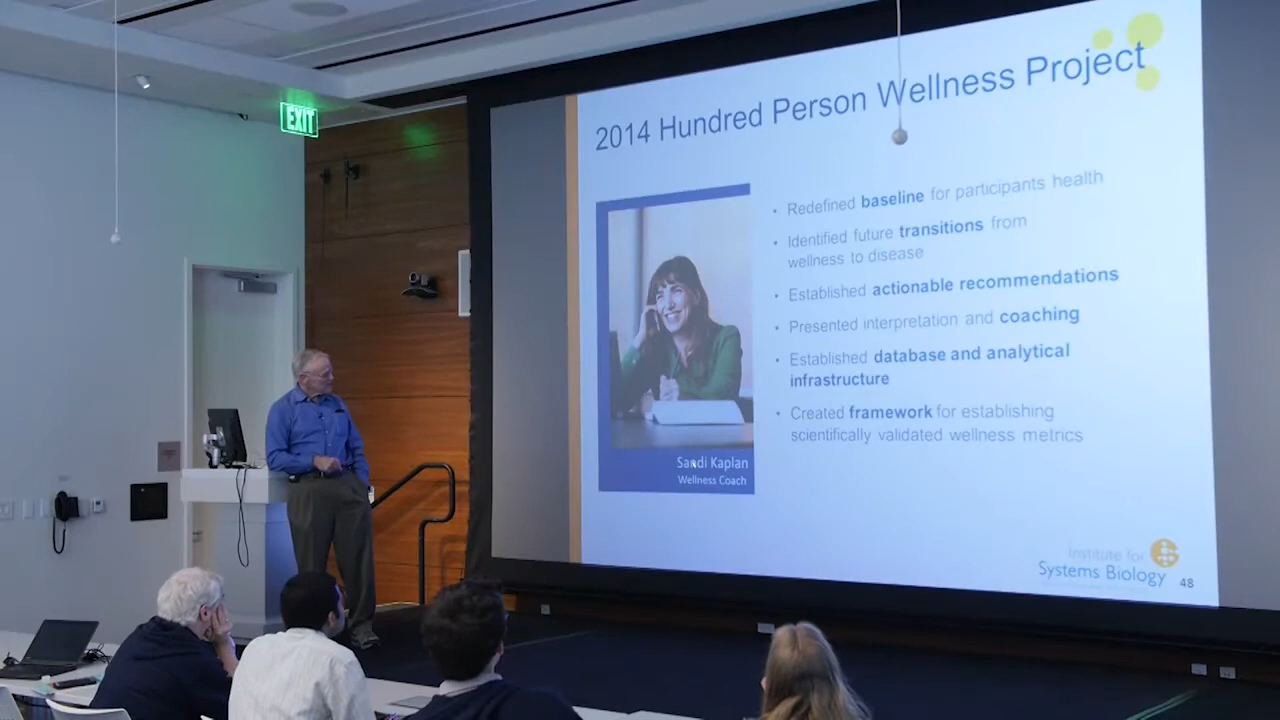 EXIT
2014 Hundred Person Wellness Project
• Redefined baseline for participants health
• Identified future transitions from
wellness to disease
• Established actionable recommendations
• Presented interpretation and coaching
• Established database and analytical
infrastructure
• Created framework for establishing
scientifically validated wellness metrics
Sandi Kaplan
Wellness Coach
Institute for
Systems Biology
48